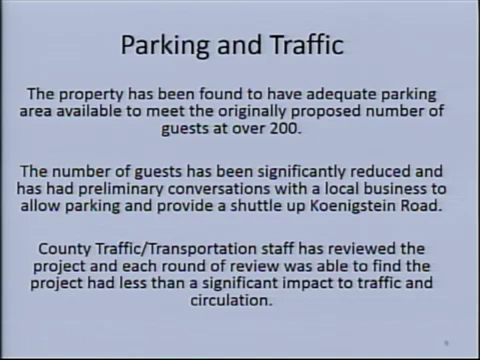 Parking and Traffic
The property has been found to have adequate parking
area available to meet the originally proposed number of
guests at over 200.
The number of guests has been significantly reduced and
has had preliminary conversations with a local business to
allow parking and provide a shuttle up Koenigstein Road.
County Traffic/Transportation staff has reviewed the
project and each round of review was able to find the
project had less than a significant impact to traffic and
circulation.